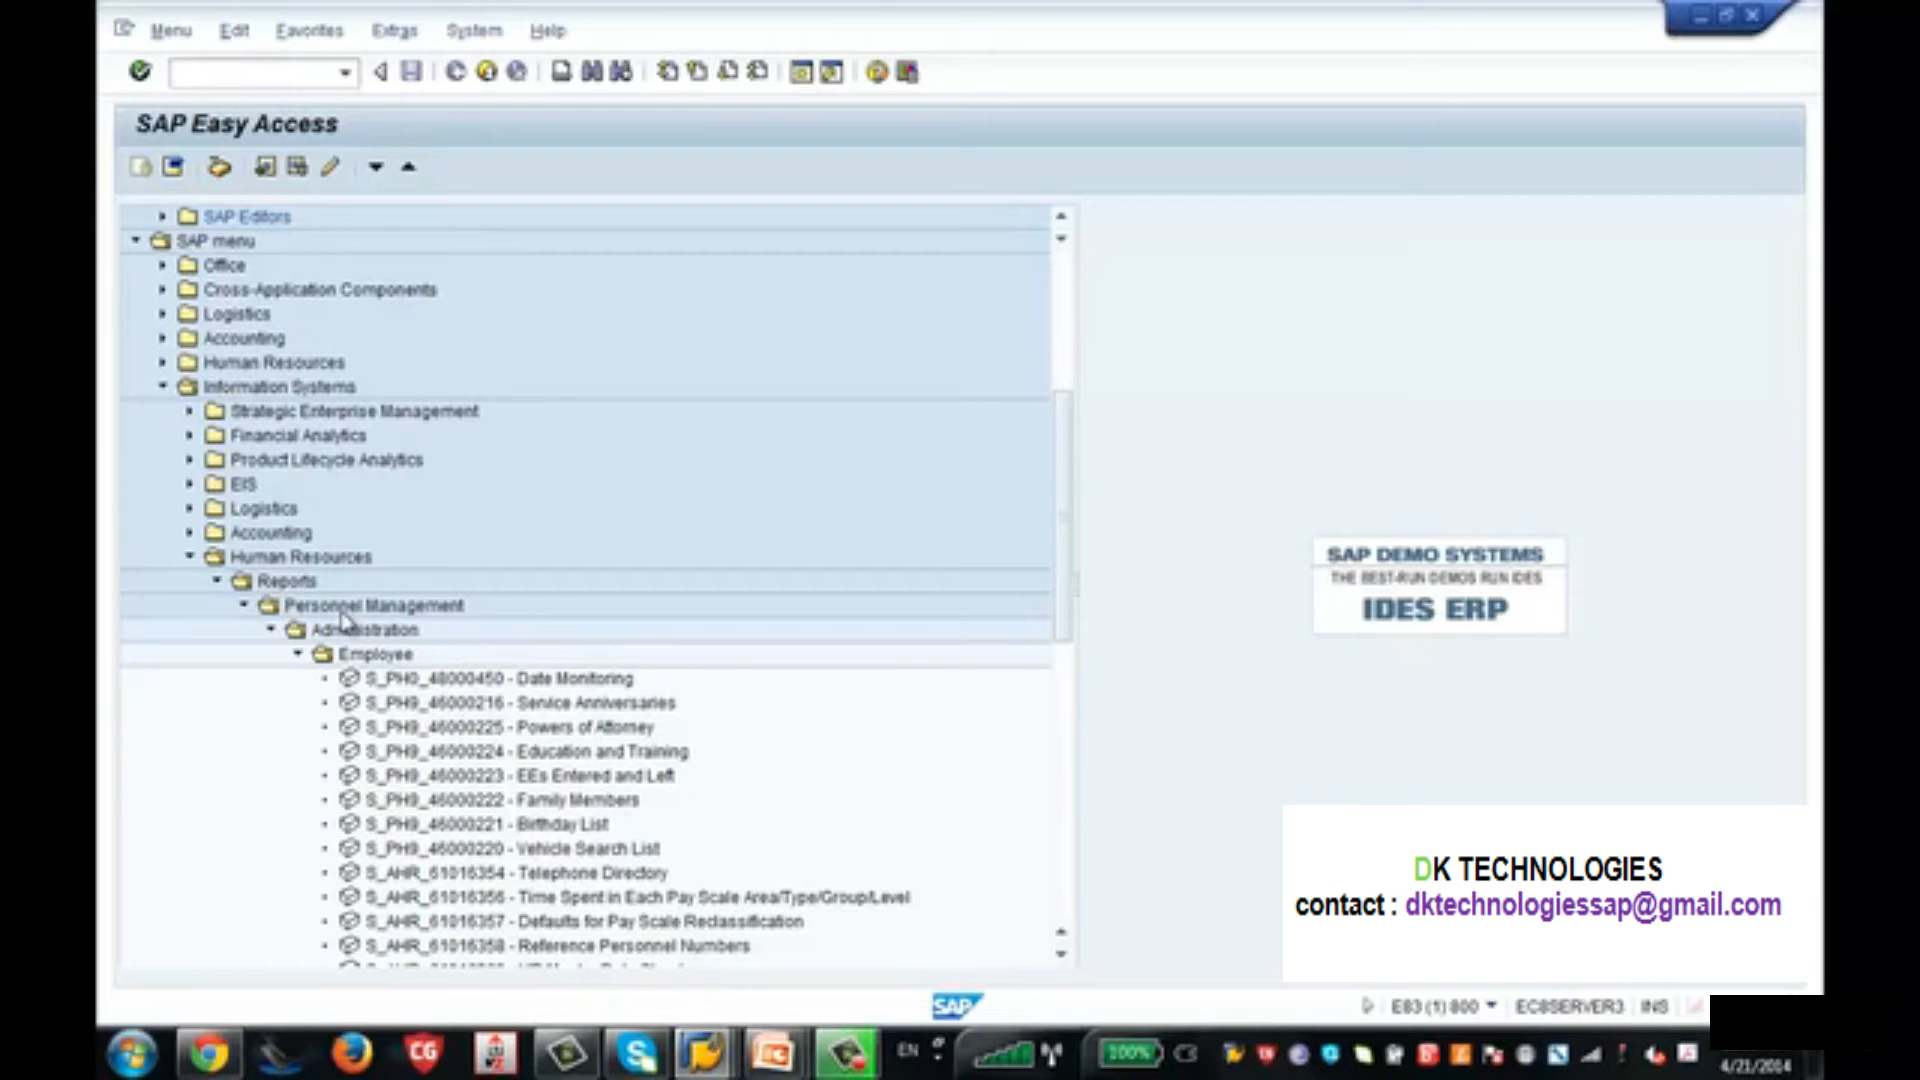 Menu Edit Favorites Extras System Help
SAP Easy Access
SAP Editors
SAP menu
Office
Cross-Application Components
Logistics
Accounting
Human Resources
Information Systems
Strategic Enterprise Management
Financial Analytics
Product Lifecycle Analytics
EIS
Logistics
Accounting
Human Resources
Reports
Personnel Management
Administration
Employee
S_PH0_48000450 - Date Monitoring
S_PH9_46000216 - Service Anniversaries
S_PH9_46000225 - Powers of Attorney
S_PH9_46000224 - Education and Training
S_PH9_46000223 - EEs Entered and Left
S_PH9_46000222 - Family Members
S_PH9_46000221 - Birthday List
S_PH9_46000220 - Vehicle Search List
S_AHR_61016354 - Telephone Directory
S_AHR_61016356 - Time Spent in Each Pay Scale Area/Type/Group/Level
S_AHR_61016357 - Defaults for Pay Scale Reclassification
S_AHR_61016358 - Reference Personnel Numbers
SAP DEMO SYSTEMS
THE BEST-RUN DEMOS RUN IDES
IDES ERP
DK TECHNOLOGIES
contact : dktechnologiessap@gmail.com
SAP
E83 (1) 800 EC8SERVER3 INS
CG
EN
100%
4/21/2014